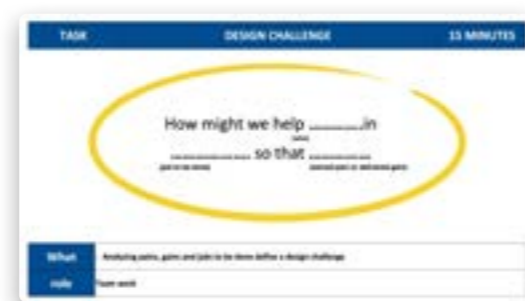 TASK DESIGN CHALLENGE 15 MINUTES
How might we help ............in
................ so that ............
What Analyzing pains, gains and jobs to be done define a design challenge
role Team work